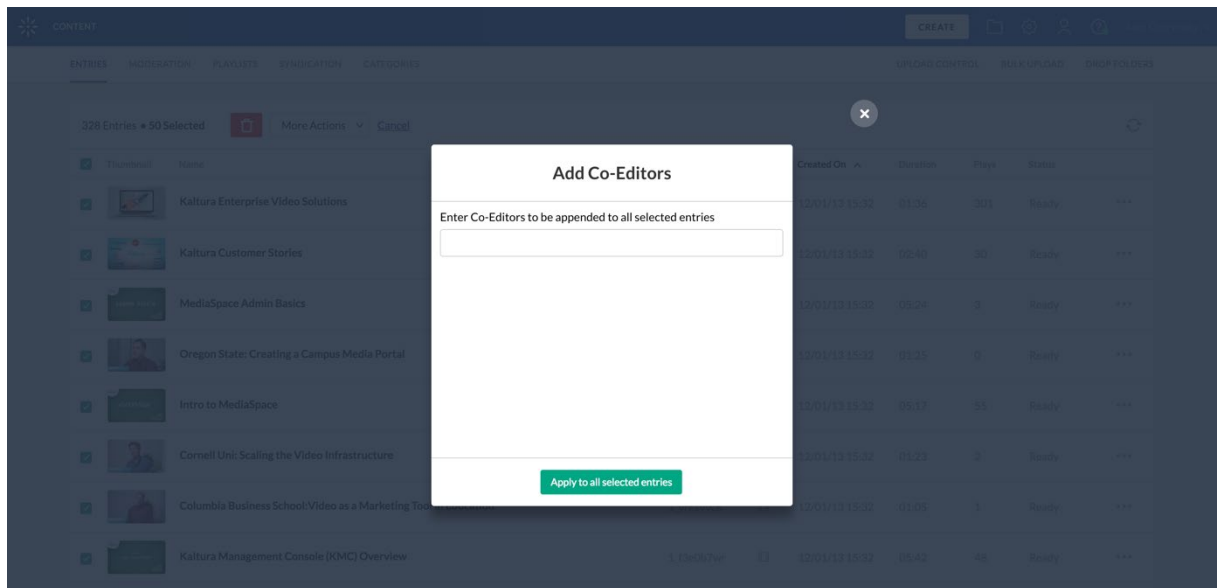 CONTENT
CREATE
ENTRIES MODERATION PLAYLISTS SYNDICATION CATEGORIES
UPLOAD CONTROL BULK UPLOAD DROP FOLDERS
328 Entries • 50 Selected More Actions Cancel
Thumbnail Name Created On Duration Plays Status
Add Co-Editors
Enter Co-Editors to be appended to all selected entries
Kaltura Enterprise Video Solutions 12/01/13 15:32 01:36 301 Ready
Kaltura Customer Stories 12/01/13 15:32 02:40 30 Ready
MediaSpace Admin Basics 12/01/13 15:32 05:24 Ready
Oregon State: Creating a Campus Media Portal 12/01/13 15:32 01:35 0 Ready
Intro to MediaSpace 12/01/13 15:32 05:17 55 Ready
Cornell Uni: Scaling the Video Infrastructure 12/01/13 15:32 01:23 Ready
Apply to all selected entries
Columbia Business School: Video as a Marketing Tool 12/01/13 15:32 01:05 Ready
Kaltura Management Console (KMC) Overview 12/01/13 15:32 05:42 Ready